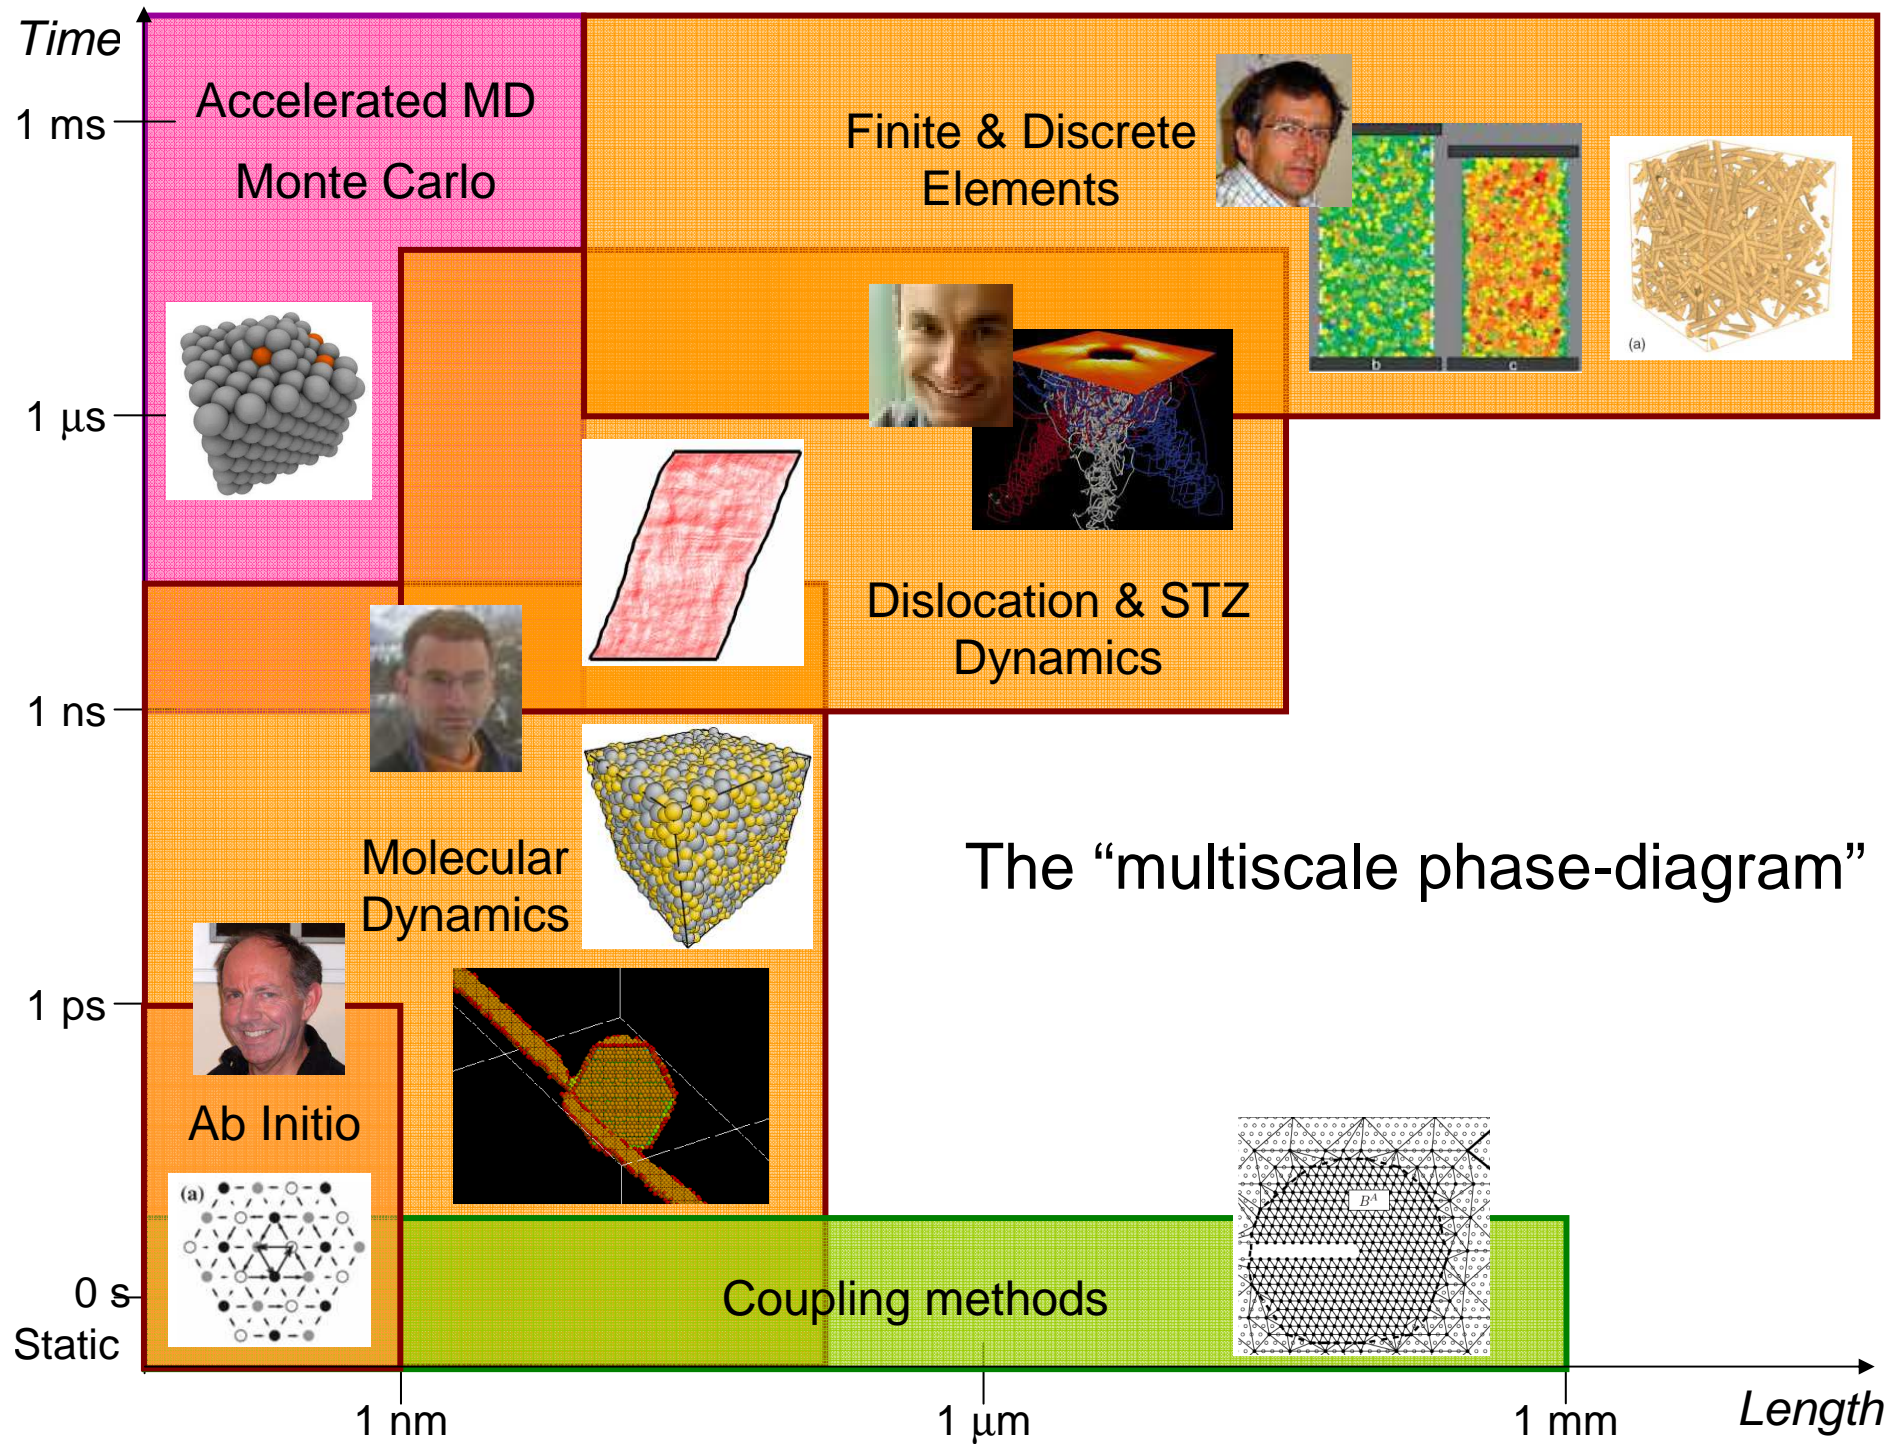 Time
1 ms
1 μs
1 ns
1 ps
0 s
Static
Accelerated MD
Monte Carlo
Finite & Discrete
Elements
b
c
(a)
Dislocation & STZ
Dynamics
Molecular
Dynamics
The “multiscale phase-diagram”
Ab Initio
(a)
B^A
Coupling methods
1 nm
1 μm
1 mm
Length